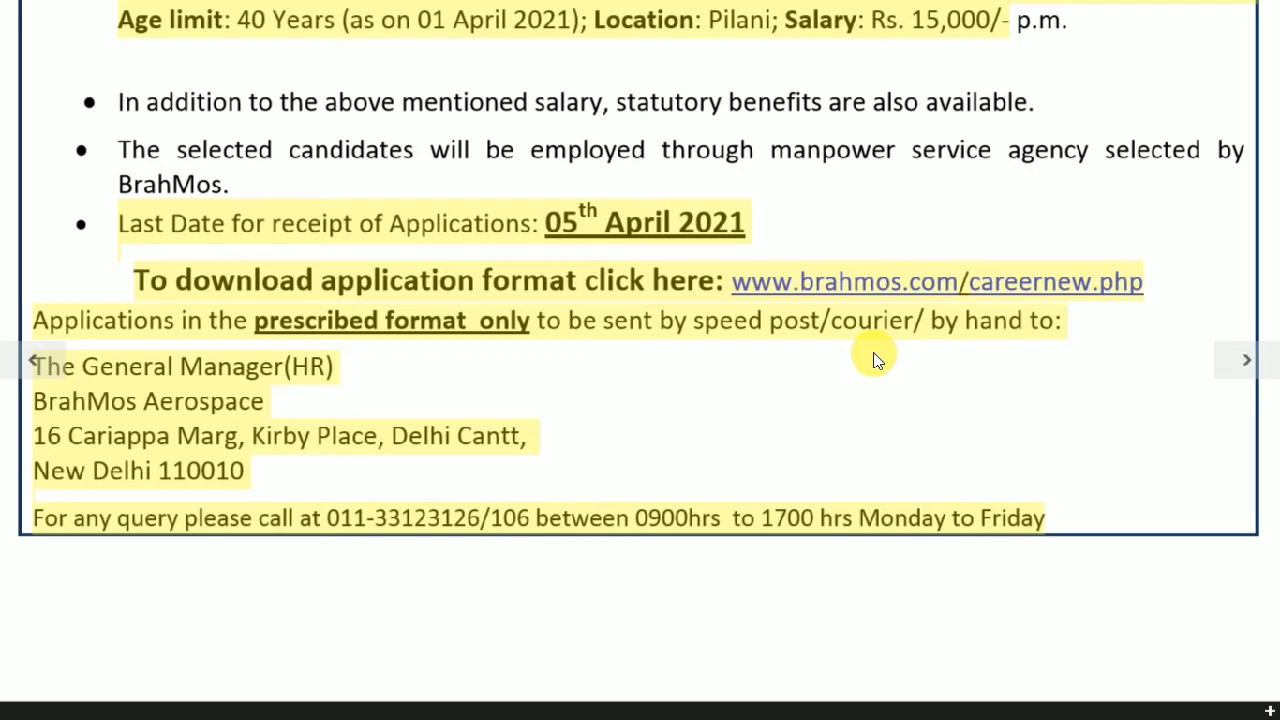 Age limit: 40 Years (as on 01 April 2021); Location: Pilani; Salary: Rs. 15,000/- p.m.
• In addition to the above mentioned salary, statutory benefits are also available.
• The selected candidates will be employed through manpower service agency selected by
BrahMos.
• Last Date for receipt of Applications: 05th April 2021
To download application format click here: www.brahmos.com/careernew.php
Applications in the prescribed format only to be sent by speed post/courier/ by hand to:
The General Manager(HR)
BrahMos Aerospace
16 Cariappa Marg, Kirby Place, Delhi Cantt,
New Delhi 110010
For any query please call at 011-33123126/106 between 0900hrs to 1700 hrs Monday to Friday